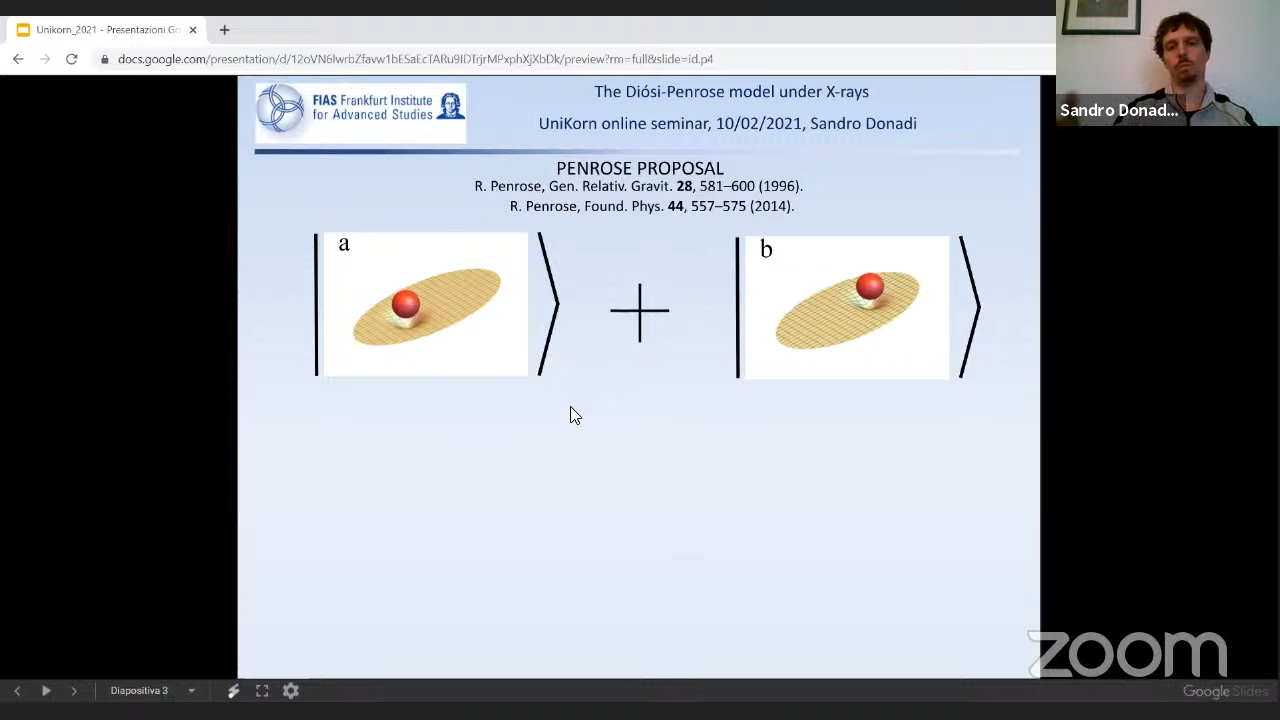 Unikorn_2021 - Presentazioni Go
docs.google.com/presentation/d/12oVN6lwrbZfavw1bESaEcTARu9IDTrjrMPxphXjXbDk/preview?rm=full&slide=id.p4
Sandro Donad...
FIAS Frankfurt Institute
for Advanced Studies
The Diósi-Penrose model under X-rays
UniKorn online seminar, 10/02/2021, Sandro Donadi
PENROSE PROPOSAL
R. Penrose, Gen. Relativ. Gravit. 28, 581–600 (1996).
R. Penrose, Found. Phys. 44, 557–575 (2014).
a
+
b
zoom
Diapositiva 3
Google Slides